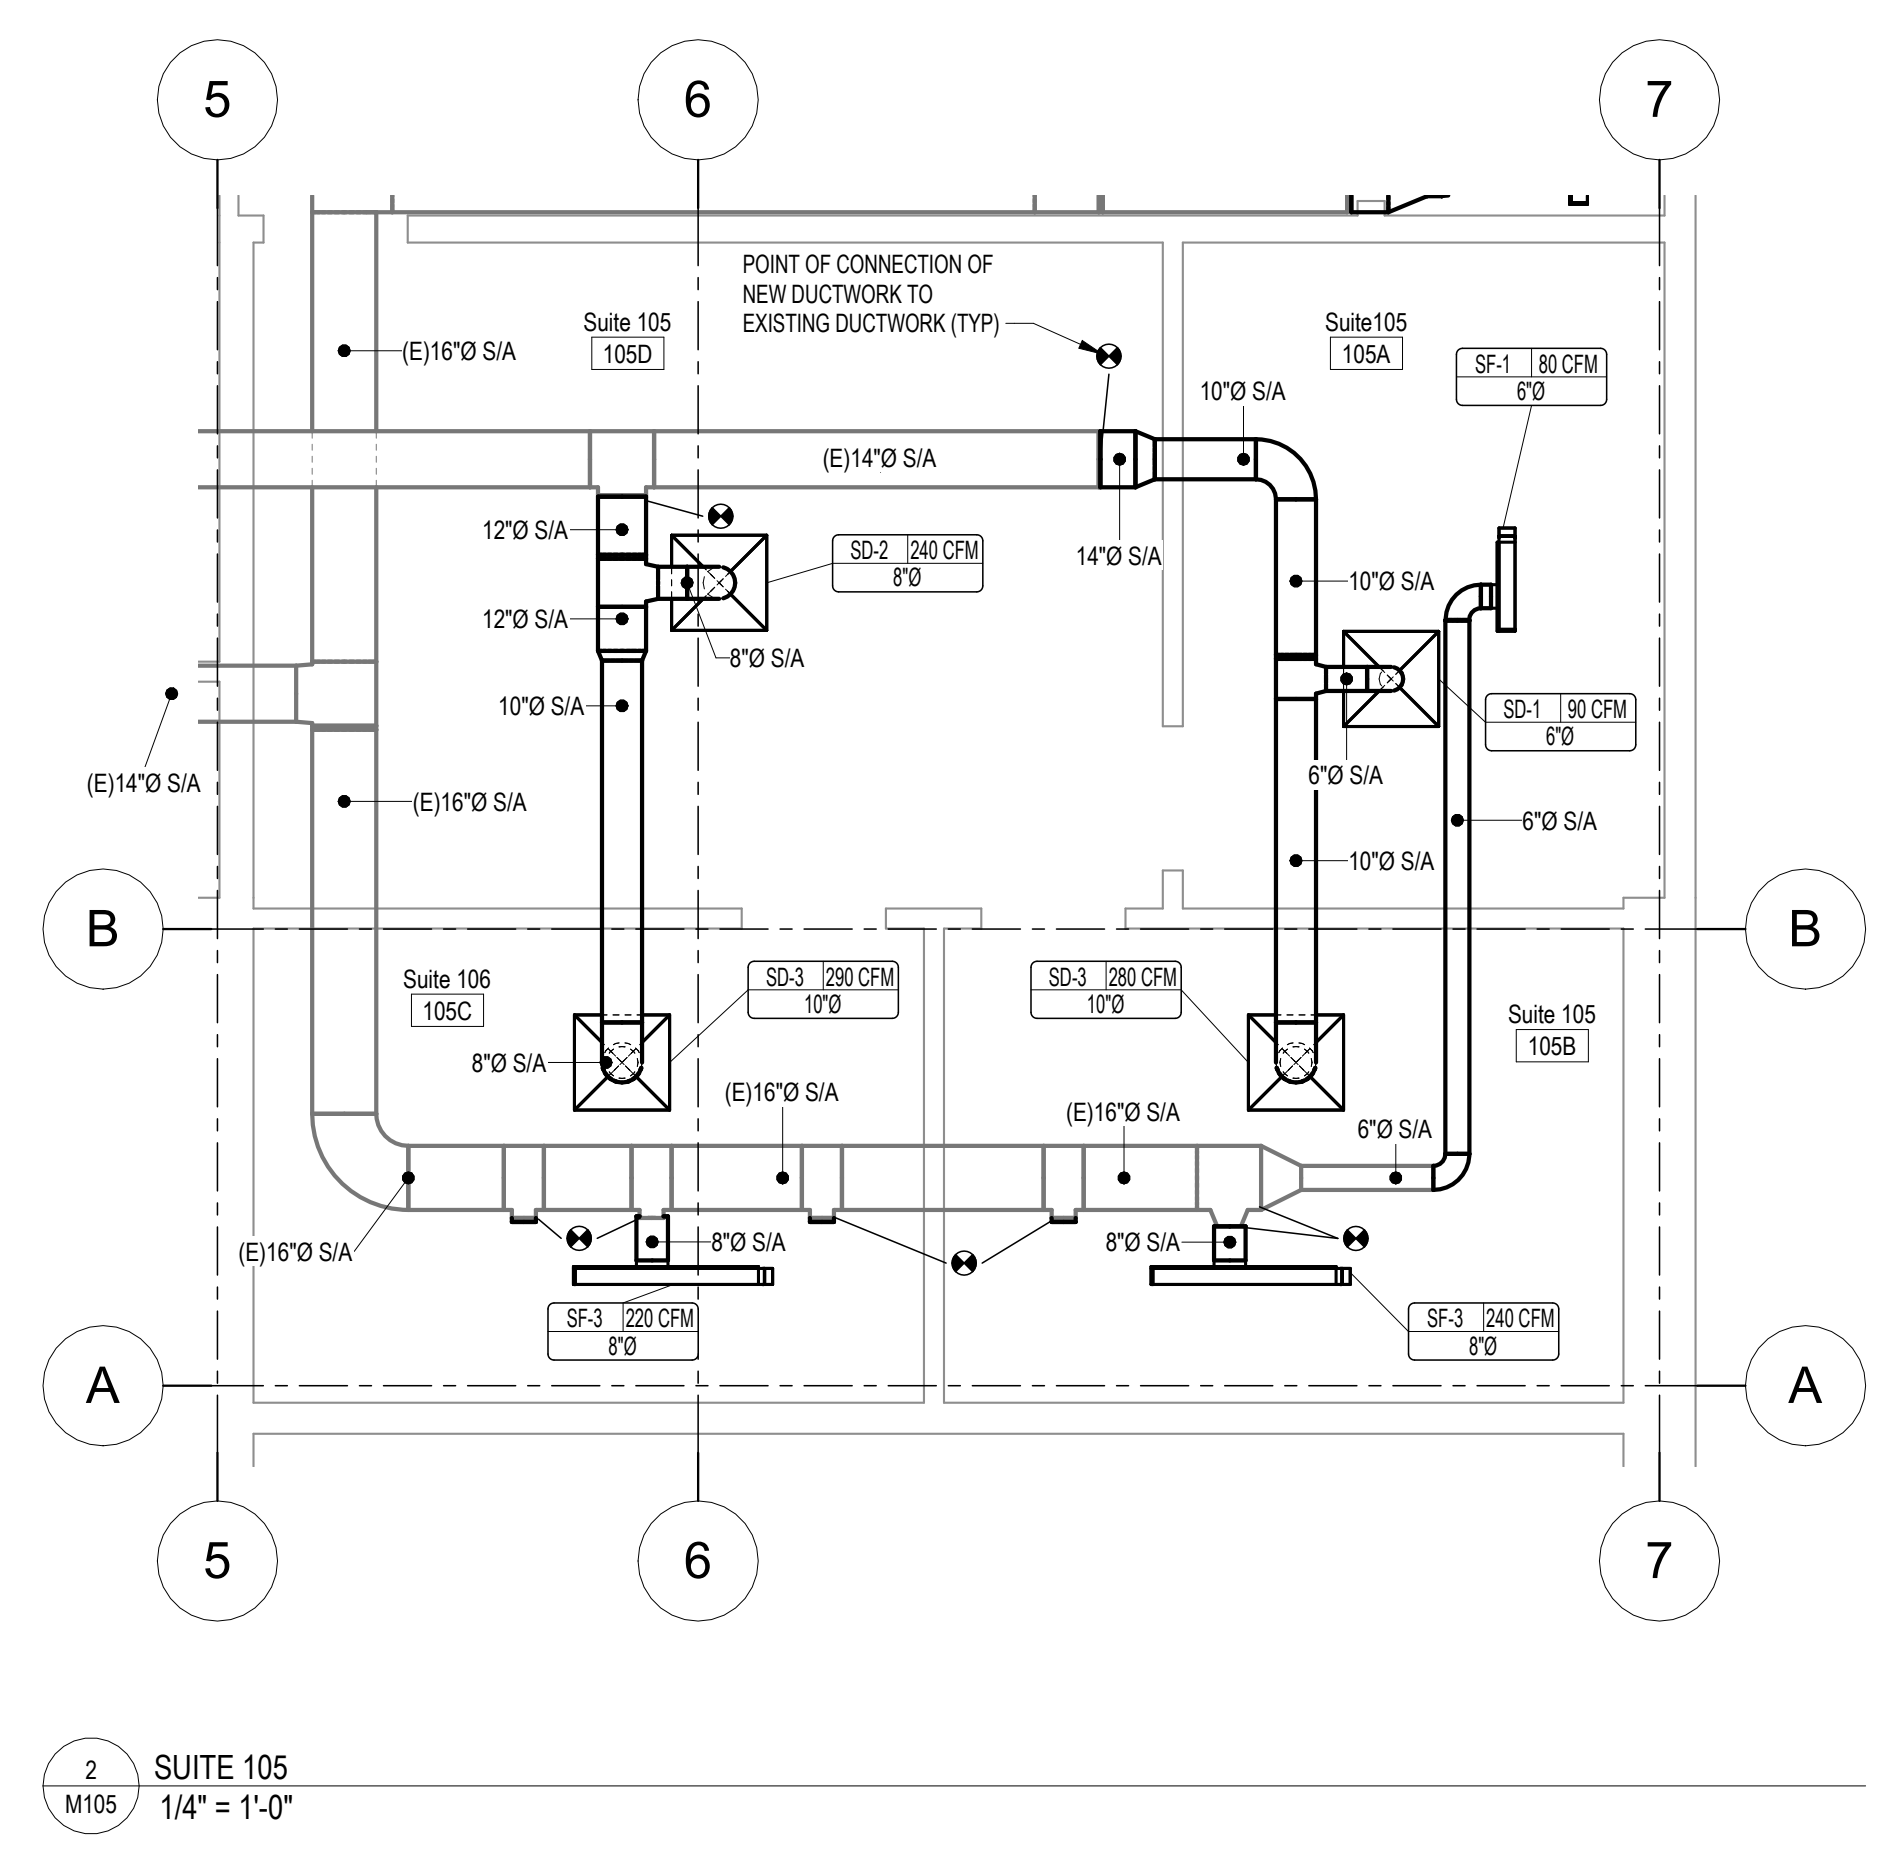 5
6
7
POINT OF CONNECTION OF
NEW DUCTWORK TO
EXISTING DUCTWORK (TYP)
Suite 105
105D
Suite105
105A
(E)16"Ø S/A
SF-1 80 CFM
6"Ø
10"Ø S/A
(E)14"Ø S/A
12"Ø S/A
SD-2 240 CFM
8"Ø
14"Ø S/A
10"Ø S/A
12"Ø S/A
8"Ø S/A
10"Ø S/A
SD-1 90 CFM
6"Ø
(E)14"Ø S/A
(E)16"Ø S/A
6"Ø S/A
6"Ø S/A
10"Ø S/A
B
B
Suite 106
105C
SD-3 290 CFM
10"Ø
SD-3 280 CFM
10"Ø
Suite 105
105B
8"Ø S/A
(E)16"Ø S/A
(E)16"Ø S/A
6"Ø S/A
(E)16"Ø S/A
8"Ø S/A
8"Ø S/A
SF-3 220 CFM
8"Ø
SF-3 240 CFM
8"Ø
A
A
5
6
7
2
M105
SUITE 105
1/4" = 1'-0"